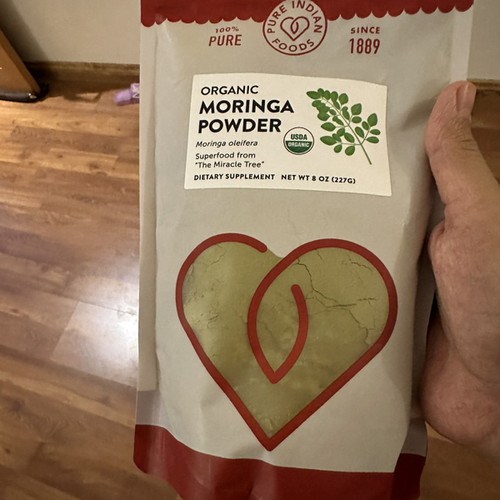 100%
PURE
PURE INDIAN
FOODS
SINCE
1889
ORGANIC
MORINGA
POWDER
Moringa oleifera
Superfood from
"The Miracle Tree"
USDA
ORGANIC
DIETARY SUPPLEMENT NET WT 8 OZ (227G)